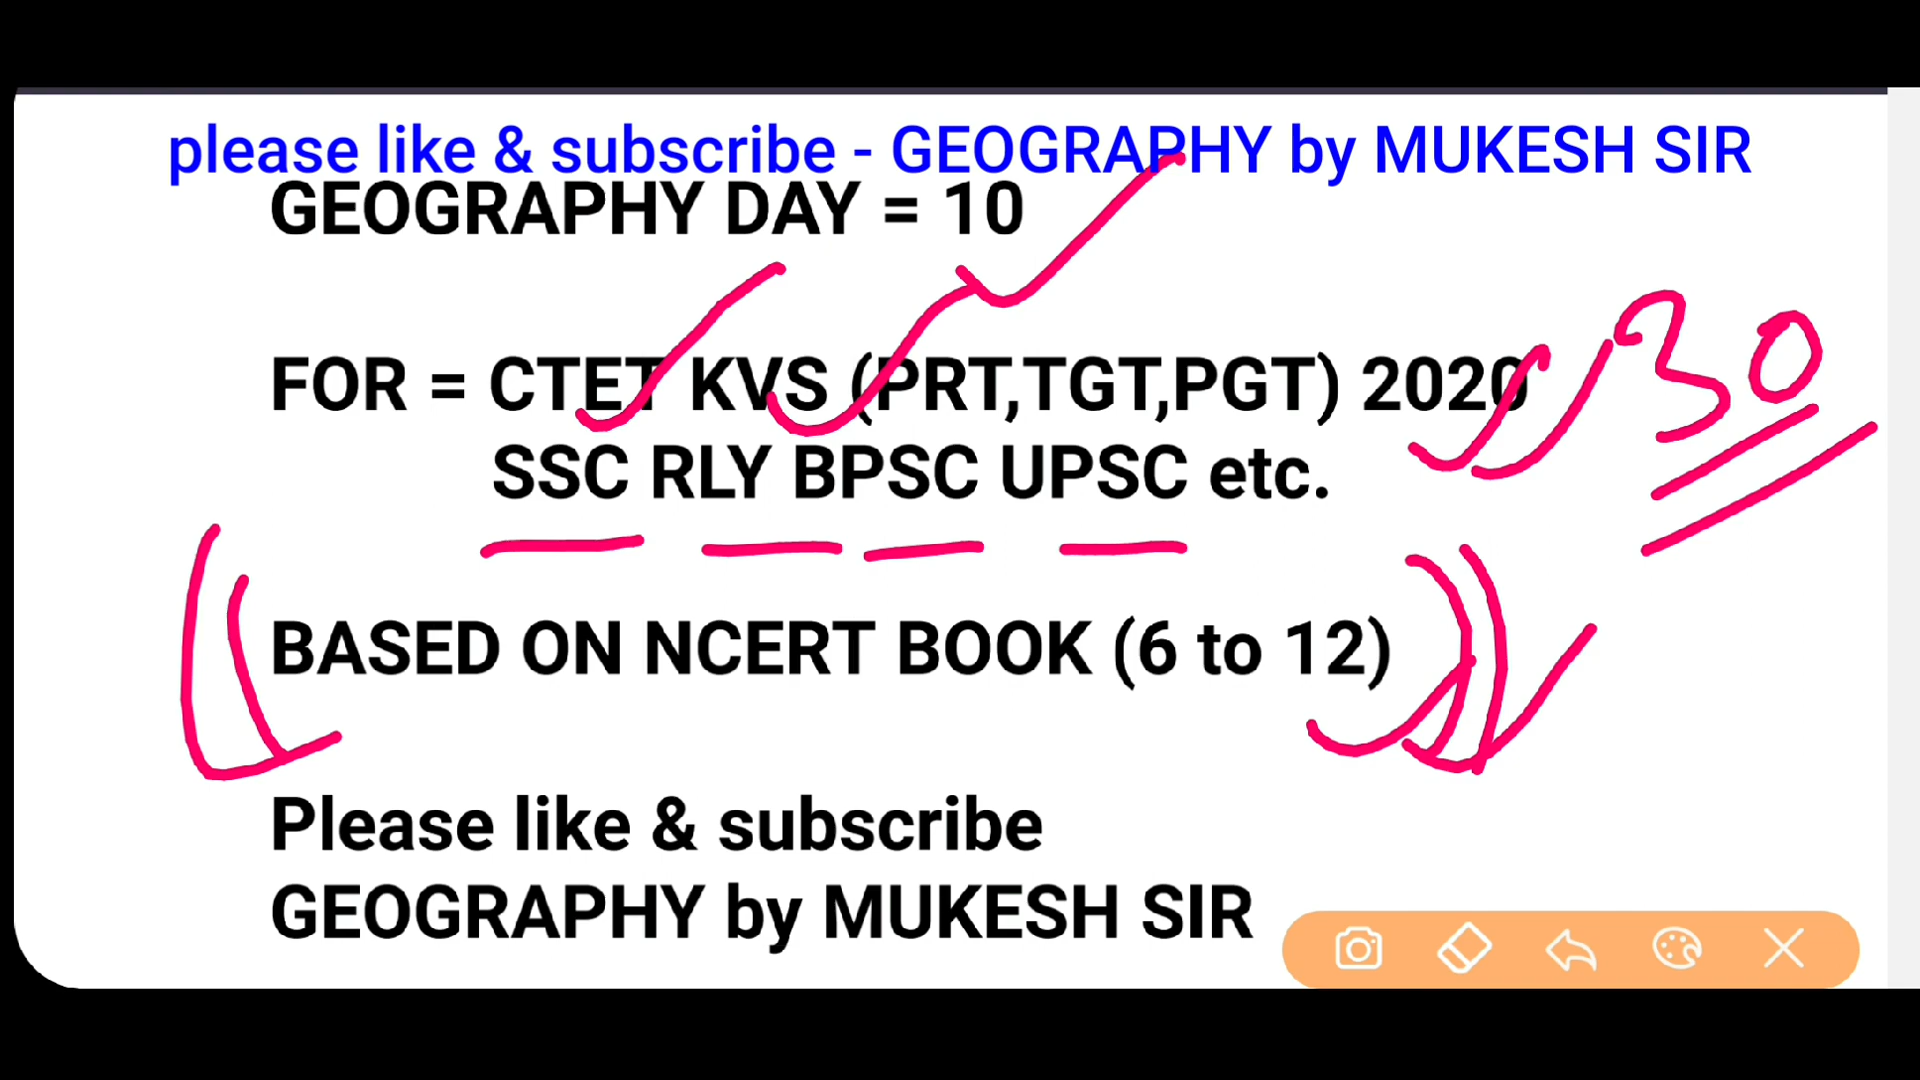 please like & subscribe - GEOGRAPHY by MUKESH SIR
GEOGRAPHY DAY = 10
FOR = CTET KVS (PRT,TGT,PGT) 2020
30
SSC RLY BPSC UPSC etc.
BASED ON NCERT BOOK (6 to 12)
Please like & subscribe
GEOGRAPHY by MUKESH SIR